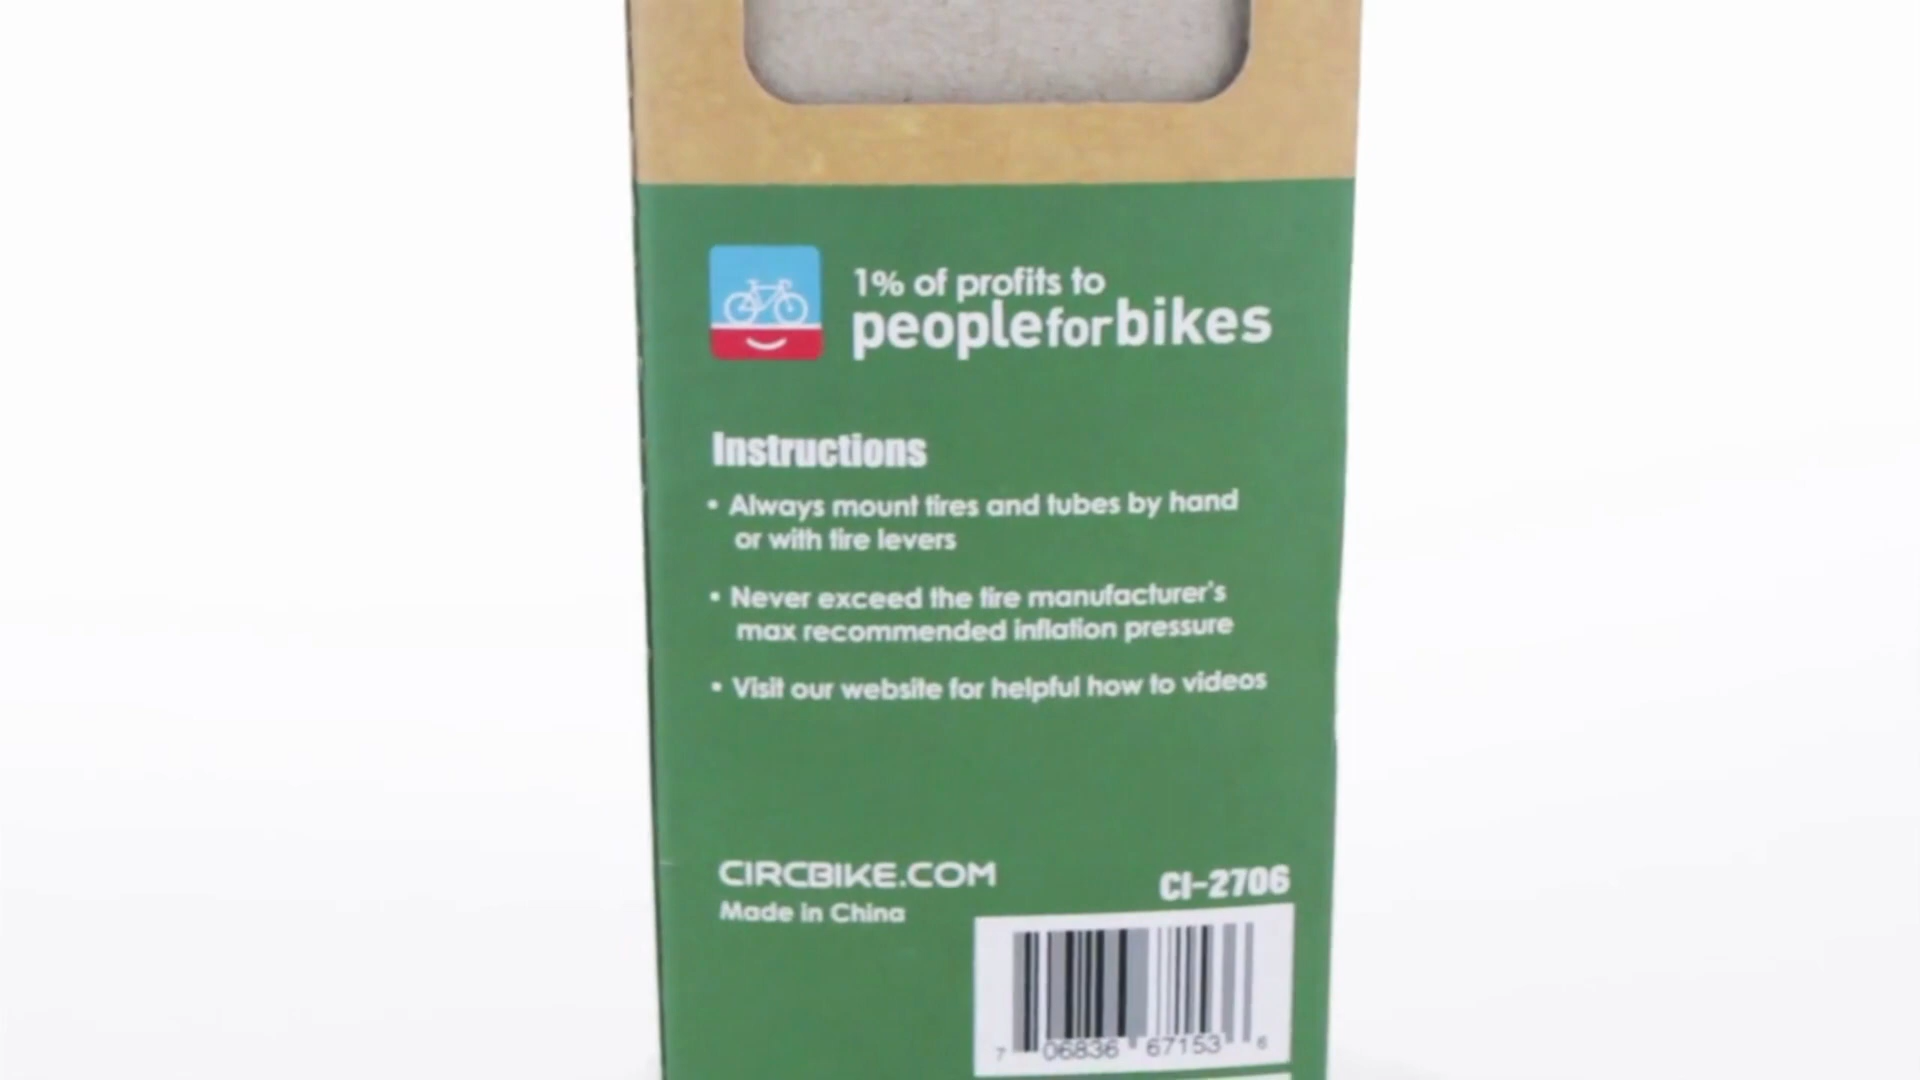 1% of profits to
peopleforbikes
Instructions
• Always mount tires and tubes by hand
or with tire levers
• Never exceed the tire manufacturer's
max recommended inflation pressure
• Visit our website for helpful how to videos
CIRCBIKE.COM
CI-2706
Made in China
7 06836 67153 6